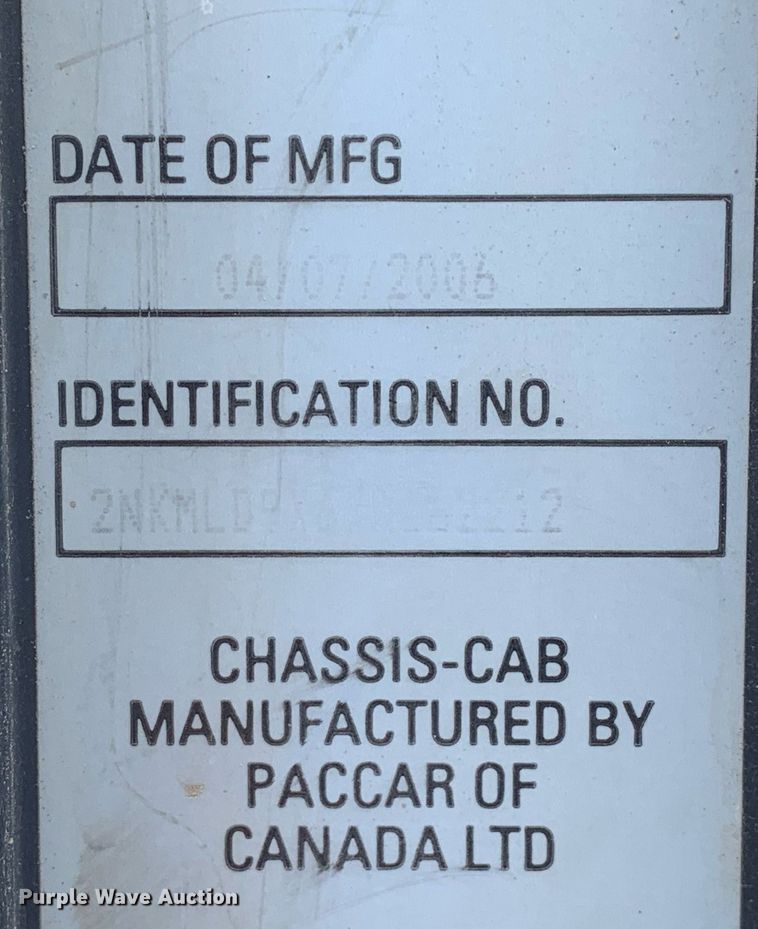 DATE OF MFG
04/07/2006
IDENTIFICATION NO.
CHASSIS-CAB
MANUFACTURED BY
PACCAR OF
CANADA LTD
Purple Wave Auction